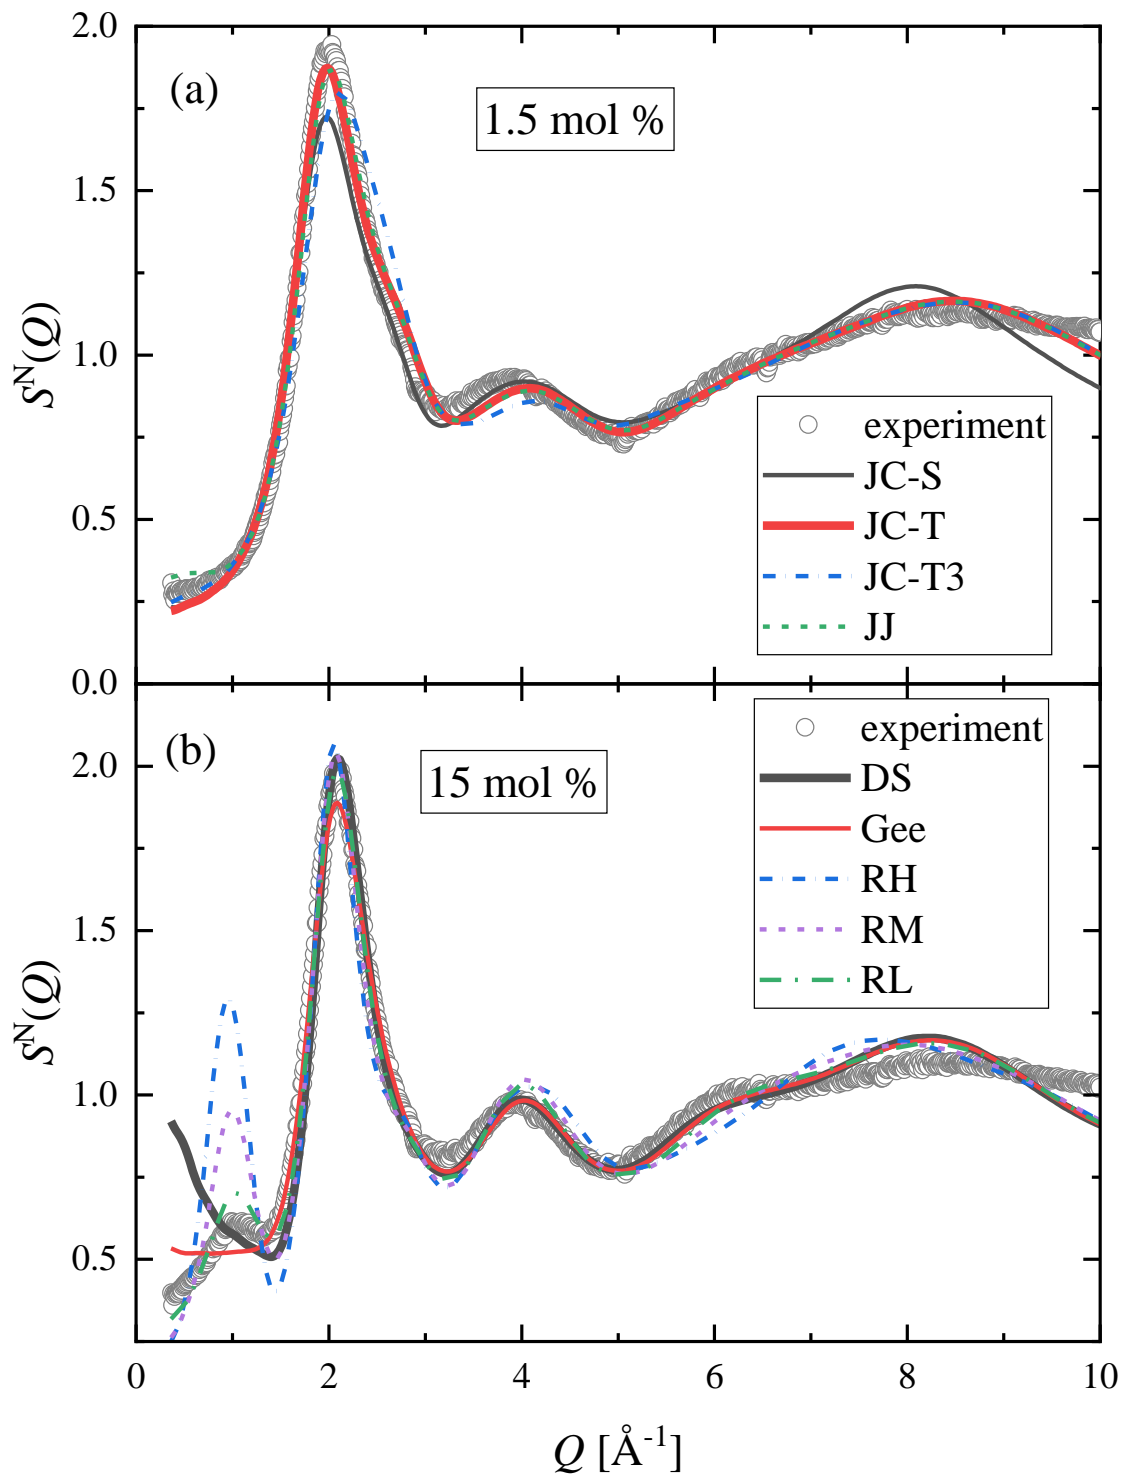 2.0
(a)
1.5 mol %
1.5
S^N(Q)
1.0
experiment
JC-S
0.5
JC-T
JC-T3
JJ
0.0
experiment
(b)
15 mol %
2.0
DS
Gee
1.5
RH
RM
S^N(Q)
RL
1.0
0.5
0 2 4 6 8 10
Q [Å^-1]